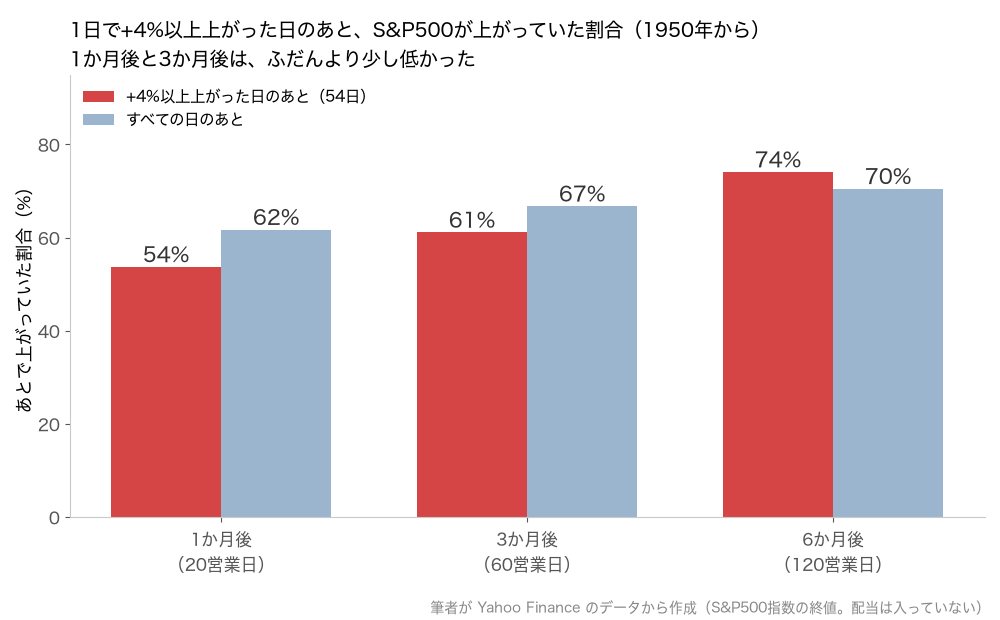 1日で+4%以上上がった日のあと、S&P500が上がっていた割合（1950年から）
1か月後と3か月後は、ふだんより少し低かった
+4%以上上がった日のあと（54日）
すべての日のあと
あとで上がっていた割合（%）
80
60
40
20
0
54%
62%
61%
67%
74%
70%
1か月後
（20営業日）
3か月後
（60営業日）
6か月後
（120営業日）
筆者が Yahoo Finance のデータから作成（S&P500指数の終値。配当は入っていない）